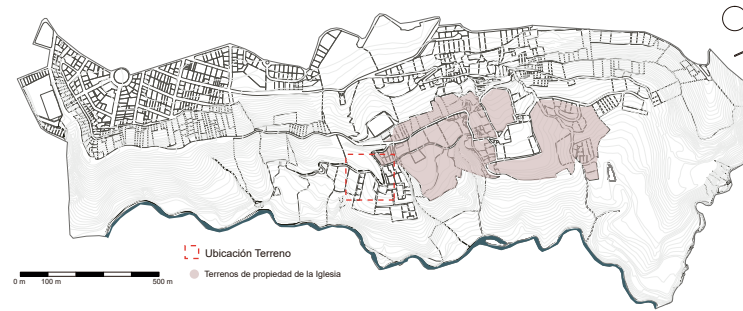 Ubicación Terreno
Terrenos de propiedad de la Iglesia
0 m 100 m 500 m